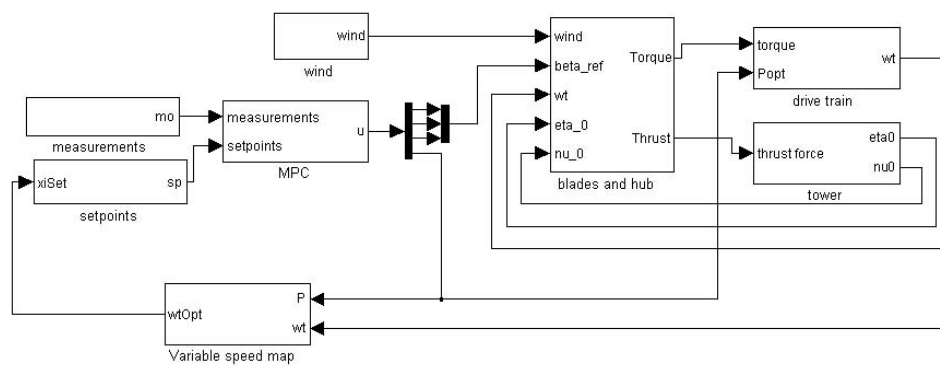 wind
wind
mo
measurements
measurements
setpoints
u
MPC
xiSet
sp
setpoints
wind
beta_ref
wt
eta_0
nu_0
Torque
Thrust
blades and hub
torque
Popt
wt
drive train
thrust force
eta0
nu0
tower
wtOpt
P
wt
Variable speed map